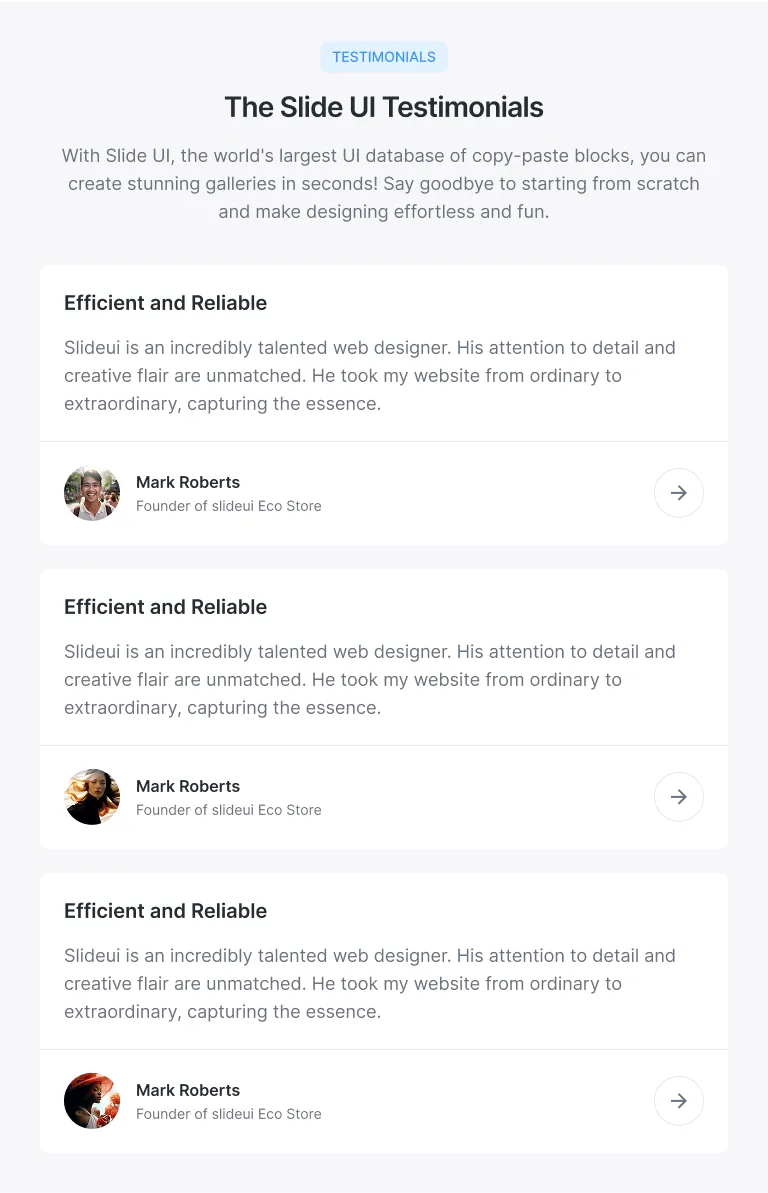 TESTIMONIALS
The Slide UI Testimonials
With Slide UI, the world's largest UI database of copy-paste blocks, you can
create stunning galleries in seconds! Say goodbye to starting from scratch
and make designing effortless and fun.
Efficient and Reliable
Slideui is an incredibly talented web designer. His attention to detail and
creative flair are unmatched. He took my website from ordinary to
extraordinary, capturing the essence.
Mark Roberts
Founder of slideui Eco Store
Efficient and Reliable
Slideui is an incredibly talented web designer. His attention to detail and
creative flair are unmatched. He took my website from ordinary to
extraordinary, capturing the essence.
Mark Roberts
Founder of slideui Eco Store
Efficient and Reliable
Slideui is an incredibly talented web designer. His attention to detail and
creative flair are unmatched. He took my website from ordinary to
extraordinary, capturing the essence.
Mark Roberts
Founder of slideui Eco Store